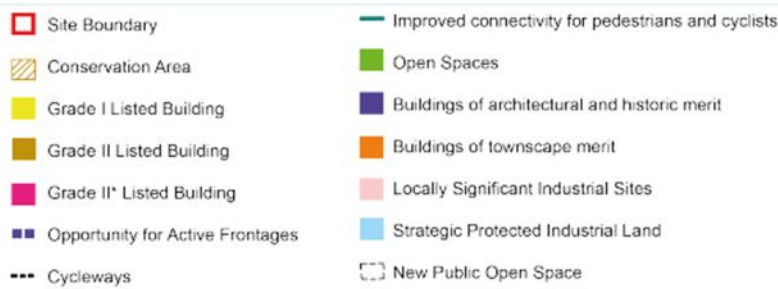 Site Boundary
Conservation Area
Grade I Listed Building
Grade II Listed Building
Grade II* Listed Building
Opportunity for Active Frontages
Cycleways
Improved connectivity for pedestrians and cyclists
Open Spaces
Buildings of architectural and historic merit
Buildings of townscape merit
Locally Significant Industrial Sites
Strategic Protected Industrial Land
New Public Open Space